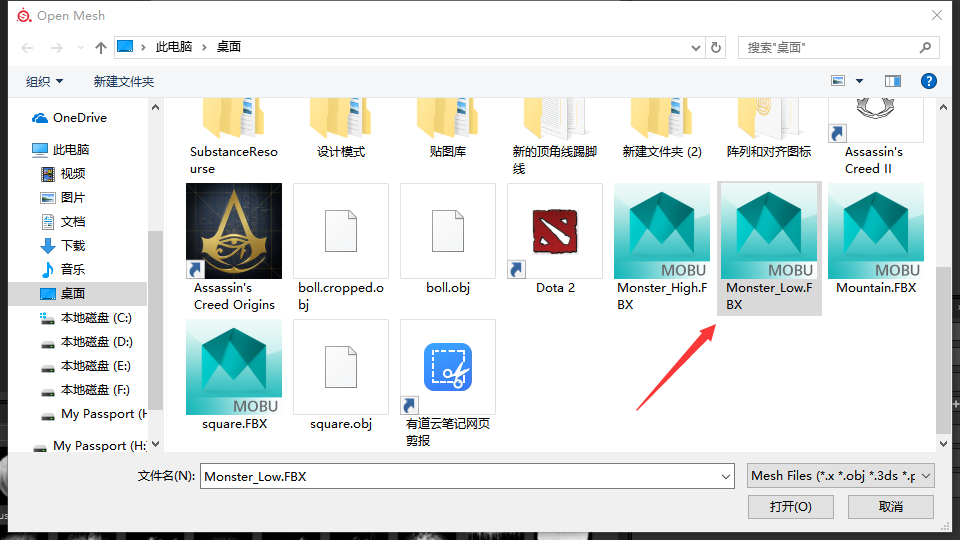 Open Mesh
此电脑
桌面
搜索"桌面"
组织
新建文件夹
OneDrive
此电脑
视频
图片
文档
下载
音乐
桌面
本地磁盘 (C:)
本地磁盘 (D:)
本地磁盘 (E:)
本地磁盘 (F:)
My Passport (H
My Passport (H:
SubstanceReso
urse
设计模式
贴图库
新的顶角线踢脚
线
新建文件夹 (2)
阵列和对齐图标
Assassin's
Creed II
MOBU
MOBU
MOBU
Assassin's
Creed Origins
boll.cropped.o
bj
boll.obj
Dota 2
Monster_High.F
BX
Monster_Low.F
BX
Mountain.FBX
MOBU
square.FBX
square.obj
有道云笔记网页
剪报
文件名(N):
Monster_Low.FBX
Mesh Files (*.x *.obj *.3ds *.p
打开(O)
取消